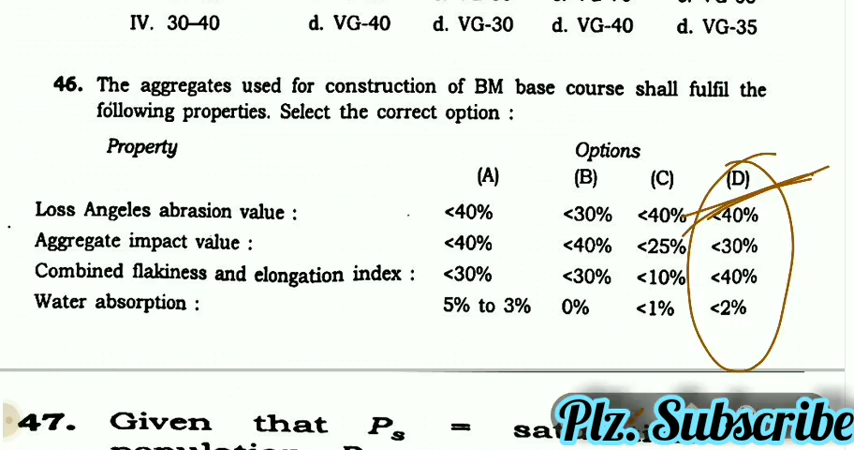 IV. 30–40 d. VG-40 d. VG-30 d. VG-40 d. VG-35
46. The aggregates used for construction of BM base course shall fulfil the
following properties. Select the correct option :
Property Options
(A) (B) (C) (D)
Loss Angeles abrasion value : <40% <30% <40% <40%
Aggregate impact value : <40% <40% <25% <30%
Combined flakiness and elongation index : <30% <30% <10% <40%
Water absorption : 5% to 3% 0% <1% <2%
47. Given that Ps = sat
Plz. Subscribe